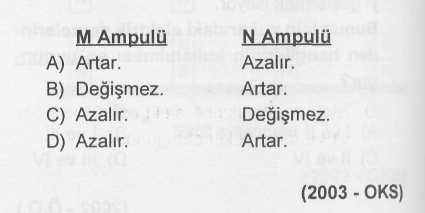 M Ampulü N Ampulü
A) Artar. Azalır.
B) Değişmez. Artar.
C) Azalır. Değişmez.
D) Azalır. Artar.
(2003 - OKS)